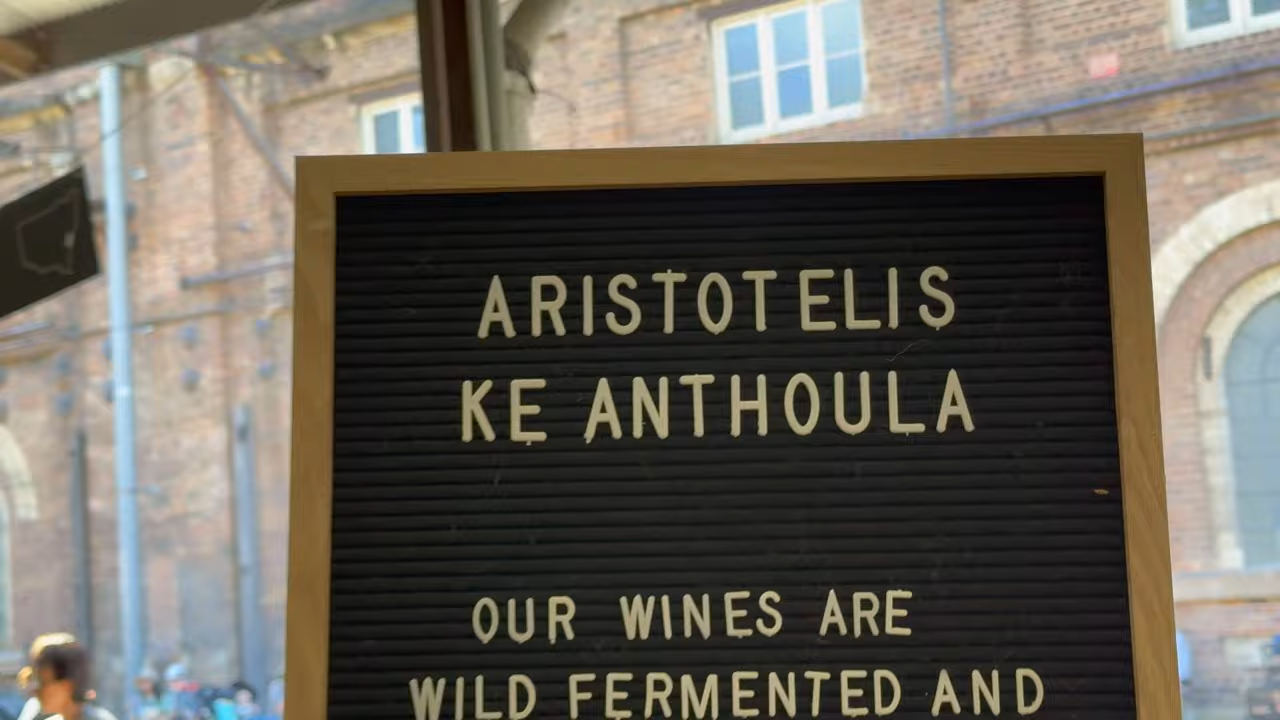 ARISTOTELIS
KE ANTHOULA
OUR WINES ARE
WILD FERMENTED AND